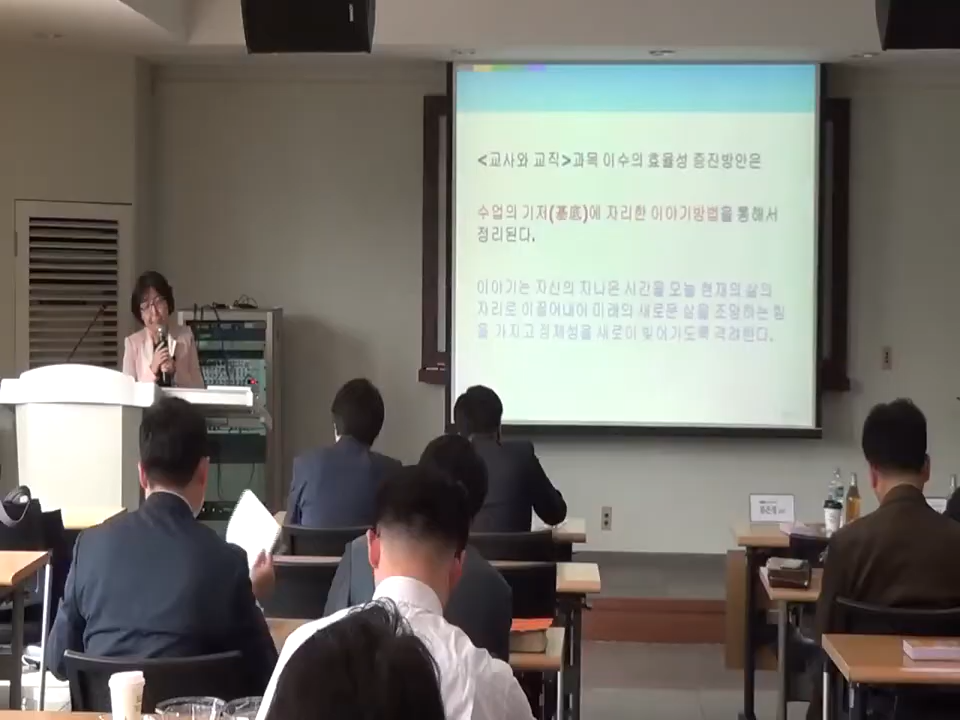 <교사와 교직>과목 이수의 효율성 증진방안은
수업의 기저(基底)에 자리한 이야기방법을 통해서
정리된다.
이야기는 자신의 지나온 시간을 오늘 현재의 삶의
자리로 이끌어내어 미래의 새로운 삶을 조망하는 힘
을 가지고 정체성을 새로이 빚어가도록 격려한다.